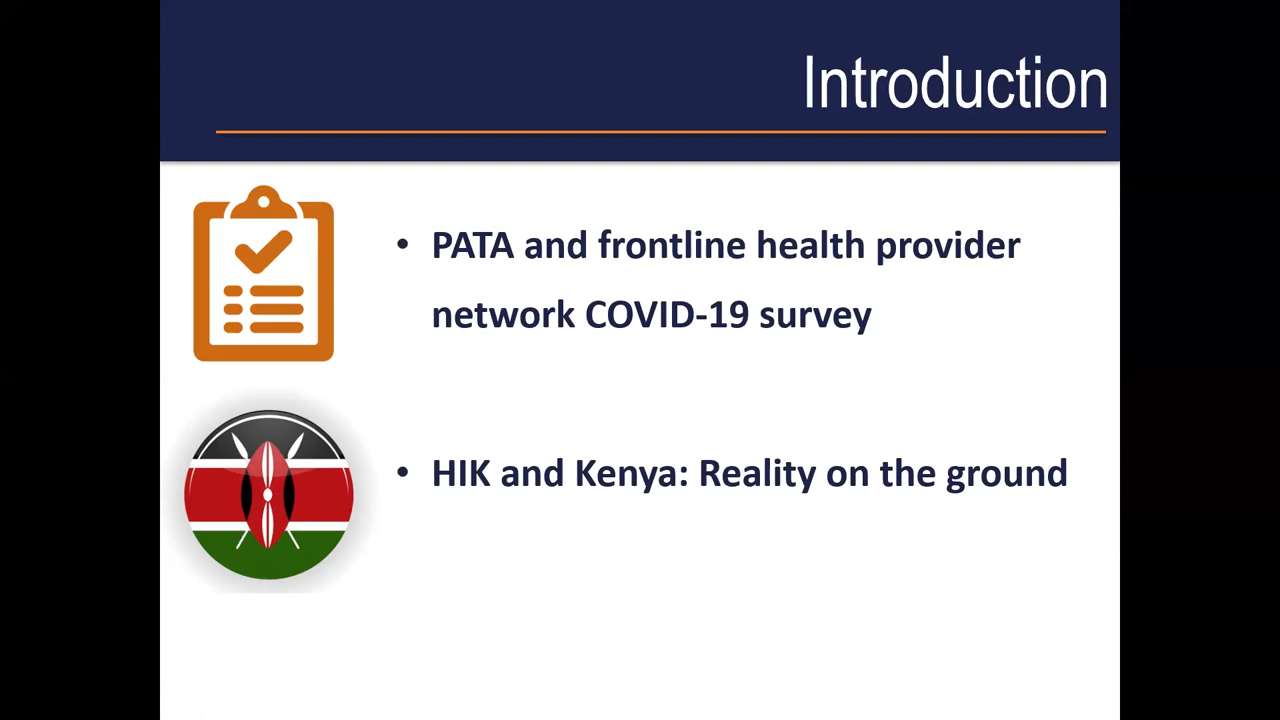 Introduction
• PATA and frontline health provider
network COVID-19 survey
• HIK and Kenya: Reality on the ground